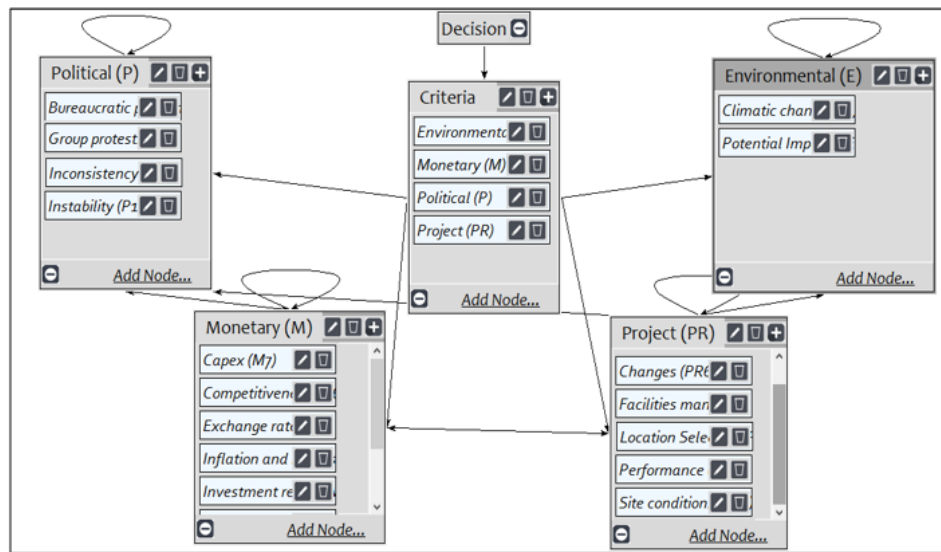 Decision
Political (P)
Bureaucratic
Group protest
Inconsistency
Instability (P1
Add Node...
Criteria
Environmenta
Monetary (M)
Political (P)
Project (PR)
Add Node...
Environmental (E)
Climatic chan
Potential Imp
Add Node...
Monetary (M)
Capex (M7)
Competitiven
Exchange rat
Inflation and
Investment re
Add Node...
Project (PR)
Changes (PR6
Facilities man
Location Selec
Performance
Site condition
Add Node...